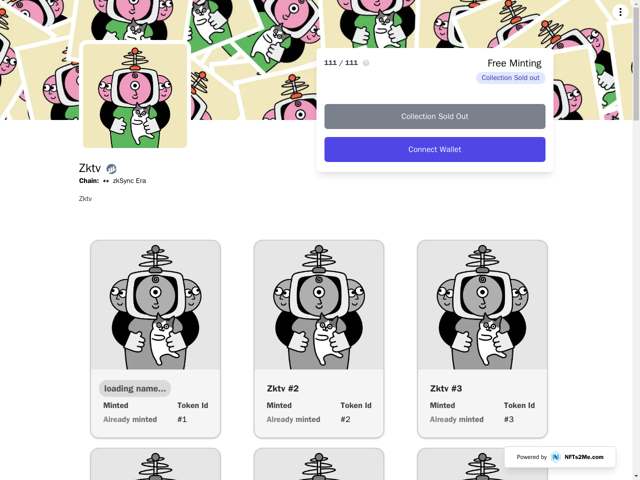 111 / 111
Free Minting
Collection Sold out
Collection Sold Out
Connect Wallet
Zktv
Chain: zkSync Era
Zktv
loading name...
Minted Token Id
Already minted #1
Zktv #2
Minted Token Id
Already minted #2
Zktv #3
Minted Token Id
Already minted #3
Powered by NFTs2Me.com